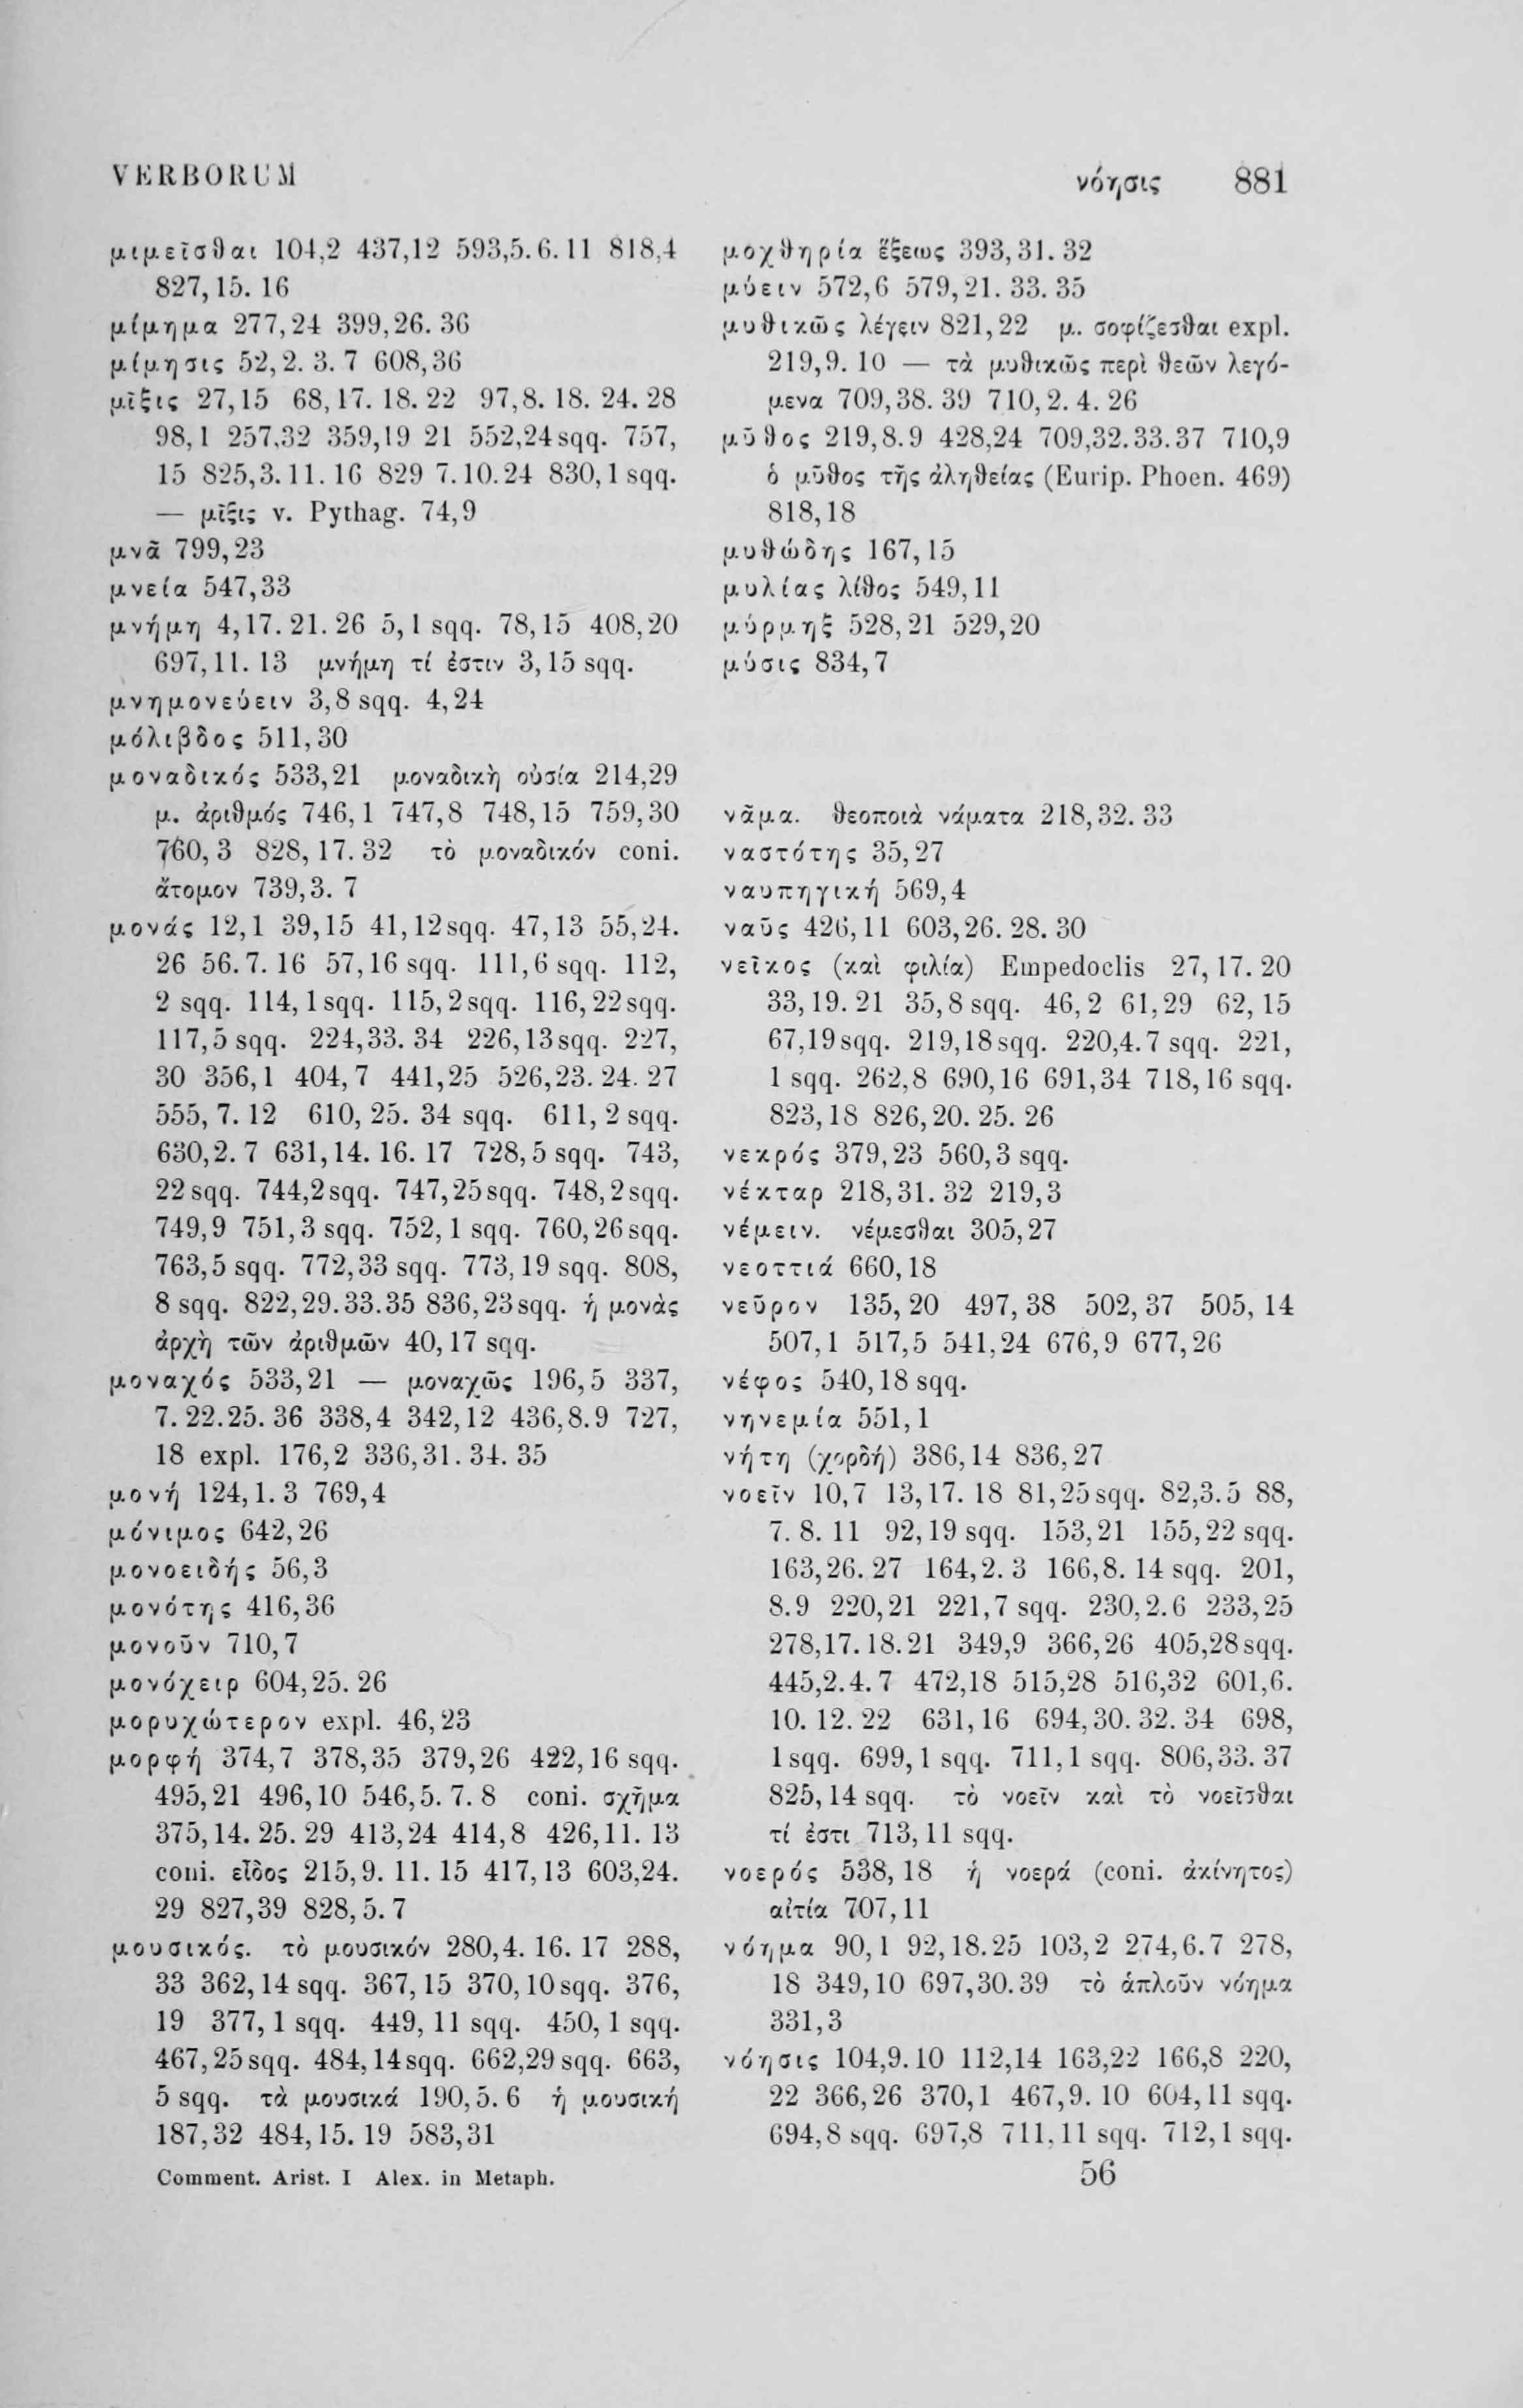 VERBORUM νόησις 881
μιμεῖσθαι 104,2 437,12 593,5.6.11 818,4
827,15. 16
μίμημα 277,24 399,26. 36
μίμησις 52,2. 3. 7 608,36
μῖξις 27,15 68,17. 18. 22 97,8. 18. 24. 28
98,1 257,32 359,19 21 552,24 sqq. 757,
15 825,3. 11. 16 829 7.10.24 830,1 sqq.
— μῖξις v. Pythag. 74,9
μνᾶ 799,23
μνεία 547,33
μνήμη 4,17. 21. 26 5,1 sqq. 78,15 408,20
697,11. 13 μνήμη τί ἐστιν 3,15 sqq.
μνημονεύειν 3,8 sqq. 4,24
μόλιβδος 511,30
μοναδικός 533,21 μοναδικὴ οὐσία 214,29
μ. ἀριθμός 746,1 747,8 748,15 759,30
760,3 828,17. 32 τὸ μοναδικόν coni.
ἄτομον 739,3. 7
μονάς 12,1 39,15 41,12 sqq. 47,13 55,24.
26 56.7. 16 57,16 sqq. 111,6 sqq. 112,
2 sqq. 114,1 sqq. 115,2 sqq. 116,22 sqq.
117,5 sqq. 224,33. 34 226,13 sqq. 227,
30 356,1 404,7 441,25 526,23. 24. 27
555,7. 12 610,25. 34 sqq. 611,2 sqq.
630,2. 7 631,14. 16. 17 728,5 sqq. 743,
22 sqq. 744,2 sqq. 747,25 sqq. 748,2 sqq.
749,9 751,3 sqq. 752,1 sqq. 760,26 sqq.
763,5 sqq. 772,33 sqq. 773,19 sqq. 808,
8 sqq. 822,29.33.35 836,23 sqq. ἡ μονὰς
ἀρχὴ τῶν ἀριθμῶν 40,17 sqq.
μοναχός 533,21 — μοναχῶς 196,5 337,
7. 22. 25. 36 338,4 342,12 436,8.9 727,
18 expl. 176,2 336,31. 34. 35
μονή 124,1. 3 769,4
μόνιμος 642,26
μονοειδής 56,3
μονότης 416,36
μονοῦν 710,7
μονόχειρ 604,25. 26
μορυχώτερον expl. 46,23
μορφή 374,7 378,35 379,26 422,16 sqq.
495,21 496,10 546,5. 7. 8 coni. σχῆμα
375,14. 25. 29 413,24 414,8 426,11. 13
coni. εἶδος 215,9. 11. 15 417,13 603,24.
29 827,39 828,5. 7
μουσικός. τὸ μουσικόν 280,4. 16. 17 288,
33 362,14 sqq. 367,15 370,10 sqq. 376,
19 377,1 sqq. 449,11 sqq. 450,1 sqq.
467,25 sqq. 484,14 sqq. 662,29 sqq. 663,
5 sqq. τὰ μουσικά 190,5. 6 ἡ μουσική
187,32 484,15. 19 583,31
Comment. Arist. I Alex. in Metaph.
μοχθηρία ἕξεως 393,31. 32
μύειν 572,6 579,21. 33. 35
μυθικῶς λέγειν 821,22 μ. σοφίζεσθαι expl.
219,9. 10 — τὰ μυθικῶς περὶ θεῶν λεγό-
μενα 709,38. 39 710,2. 4. 26
μῦθος 219,8.9 428,24 709,32.33.37 710,9
ὁ μῦθος τῆς ἀληθείας (Eurip. Phoen. 469)
818,18
μυθώδης 167,15
μυλίας λίθος 549,11
μύρμηξ 528,21 529,20
μύσις 834,7
νᾶμα. θεοποιὰ νάματα 218,32. 33
ναστότης 35,27
ναυπηγική 569,4
ναῦς 426,11 603,26. 28. 30
νεῖκος (καὶ φιλία) Empedoclis 27,17. 20
33,19. 21 35,8 sqq. 46,2 61,29 62,15
67,19 sqq. 219,18 sqq. 220,4.7 sqq. 221,
1 sqq. 262,8 690,16 691,34 718,16 sqq.
823,18 826,20. 25. 26
νεκρός 379,23 560,3 sqq.
νέκταρ 218,31. 32 219,3
νέμειν. νέμεσθαι 305,27
νεοττιά 660,18
νεῦρον 135,20 497,38 502,37 505,14
507,1 517,5 541,24 676,9 677,26
νέφος 540,18 sqq.
νηνεμία 551,1
νήτη (χορδή) 386,14 836,27
νοεῖν 10,7 13,17. 18 81,25 sqq. 82,3.5 88,
7. 8. 11 92,19 sqq. 153,21 155,22 sqq.
163,26. 27 164,2. 3 166,8. 14 sqq. 201,
8.9 220,21 221,7 sqq. 230,2.6 233,25
278,17. 18. 21 349,9 366,26 405,28 sqq.
445,2.4. 7 472,18 515,28 516,32 601,6.
10. 12. 22 631,16 694,30. 32. 34 698,
1 sqq. 699,1 sqq. 711,1 sqq. 806,33. 37
825,14 sqq. τὸ νοεῖν καὶ τὸ νοεῖσθαι
τί ἐστι 713,11 sqq.
νοερός 538,18 ἡ νοερά (coni. ἀκίνητος)
αἰτία 707,11
νόημα 90,1 92,18.25 103,2 274,6.7 278,
18 349,10 697,30.39 τὸ ἁπλοῦν νόημα
331,3
νόησις 104,9.10 112,14 163,22 166,8 220,
22 366,26 370,1 467,9. 10 604,11 sqq.
694,8 sqq. 697,8 711,11 sqq. 712,1 sqq.
56